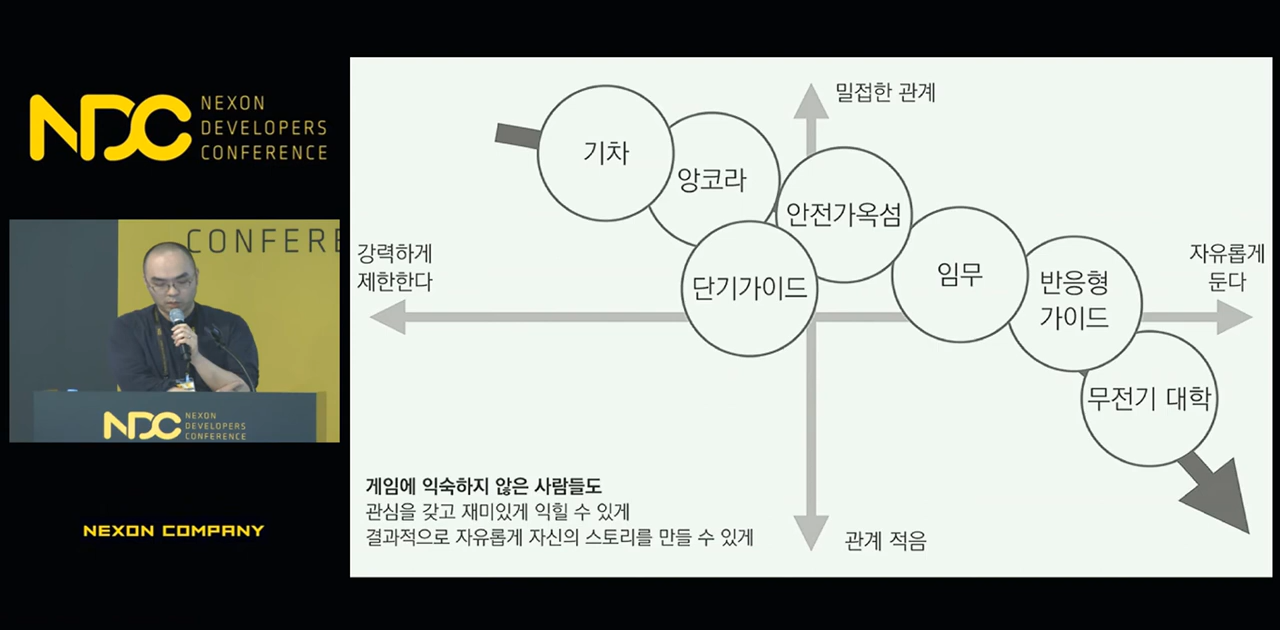 NDC
NEXON
DEVELOPERS
CONFERENCE
CONFERE
NDC
NEXON
DEVELOPERS
CONFERENCE
NEXON COMPANY
밀접한 관계
기차
앙코라
안전가옥섬
강력하게
제한한다
자유롭게
둔다
단기가이드
임무
반응형
가이드
무전기 대학
게임에 익숙하지 않은 사람들도
관심을 갖고 재미있게 익힐 수 있게
결과적으로 자유롭게 자신의 스토리를 만들 수 있게
관계 적음